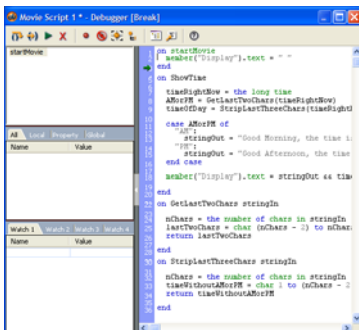 Movie Script 1 * - Debugger [Break]
startMovie
All Local Property Global
Name Value
Watch 1 Watch 2 Watch 3 Watch 4
Name Value
on startMovie
member("Display").text = " "
end
on ShowTime
timeRightNow = the long time
AMorPM = GetLastTwoChars(timeRightNow)
timeOfDay = StripLastThreeChars(timeRightN
case AMorPM of
"AM":
stringOut = "Good Morning, the time i
"PM":
stringOut = "Good Afternoon, the time
end case
member("Display").text = stringOut && tim
end
on GetLastTwoChars stringIn
nChars = the number of chars in stringIn
lastTwoChars = char (nChars - 2) to nChar
return lastTwoChars
end
on StripLastThreeChars stringIn
nChars = the number of chars in stringIn
timeWithoutAMorPM = char 1 to (nChars - 2
return timeWithoutAMorPM
end